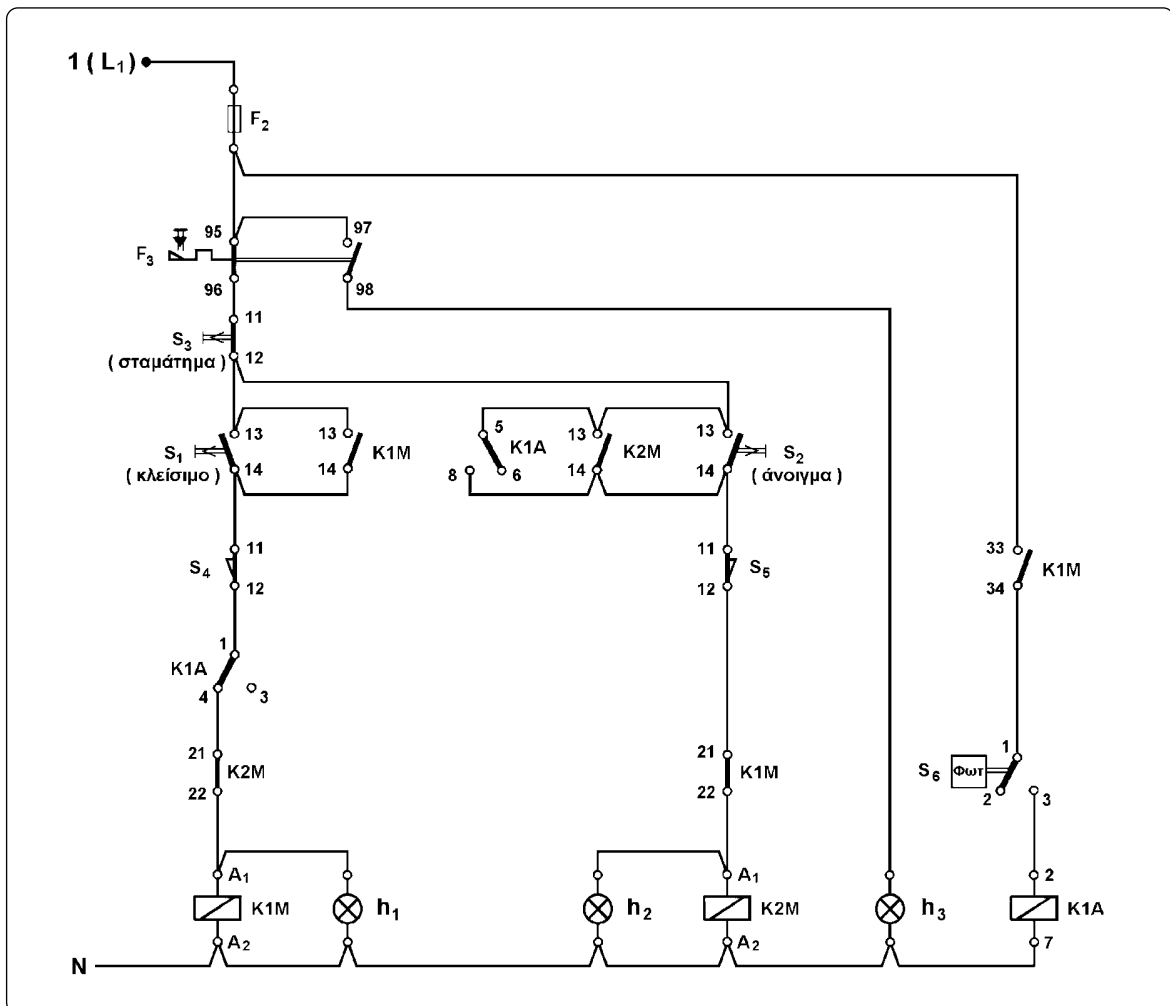 1 ( L₁ )
F₂
95 97
F₃
96 98
11
S₃
( σταμάτημα ) 12
13 13 5 13 13
S₁ K1M K1A K2M S₂
( κλείσιμο ) 14 14 8 6 14 14 ( άνοιγμα )
11 11 33
S₄ S₅ K1M
12 12 34
1
K1A
4 3
21 21 1
K2M K1M S₆ Φωτ
22 22 2 3
A₁ A₁ 2
K1M h₁ h₂ K2M h₃ K1A
A₂ A₂ 7
N